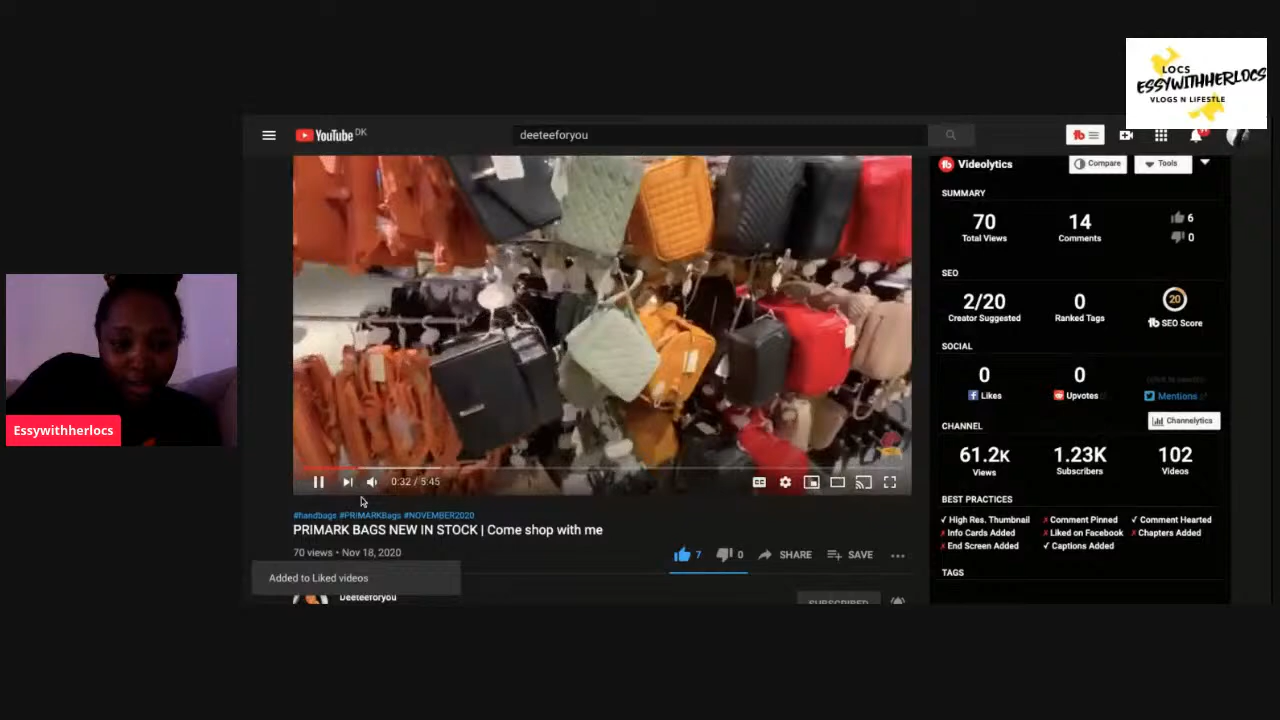 LOCS
ESSYWITHHERLOCS
VLOGS N LIFESTLE
YouTube DK
deeteeforyou
Videolytics
Compare
Tools
SUMMARY
70
Total Views
14
Comments
6
0
SEO
2/20
Creator Suggested
0
Ranked Tags
20
SEO Score
SOCIAL
0
Likes
0
Upvotes
Mentions
CHANNEL
Channelytics
61.2K
Views
1.23K
Subscribers
102
Videos
BEST PRACTICES
✓ High Res. Thumbnail
✗ Comment Pinned
✓ Comment Hearted
✗ Info Cards Added
✗ Liked on Facebook
✗ Chapters Added
✗ End Screen Added
✓ Captions Added
TAGS
Essywithherlocs
0:32 / 5:45
CC
#handbags #PRIMARKBags #NOVEMBER2020
PRIMARK BAGS NEW IN STOCK | Come shop with me
70 views • Nov 18, 2020
7
0
SHARE
SAVE
Added to Liked videos
Deeteeforyou
SUBSCRIBED